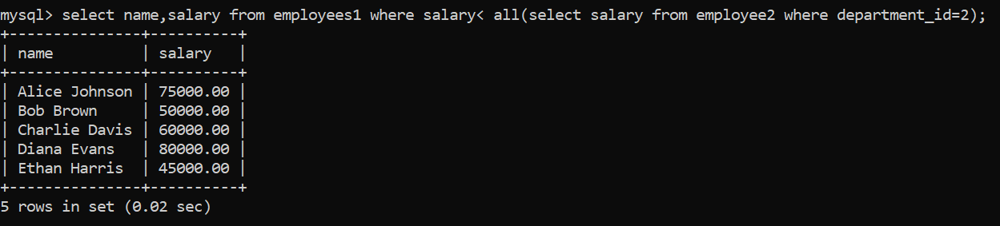 mysql> select name,salary from employees1 where salary< all(select salary from employee2 where department_id=2);
+---------------+----------+
| name          | salary   |
+---------------+----------+
| Alice Johnson | 75000.00 |
| Bob Brown     | 50000.00 |
| Charlie Davis | 60000.00 |
| Diana Evans   | 80000.00 |
| Ethan Harris  | 45000.00 |
+---------------+----------+
5 rows in set (0.02 sec)